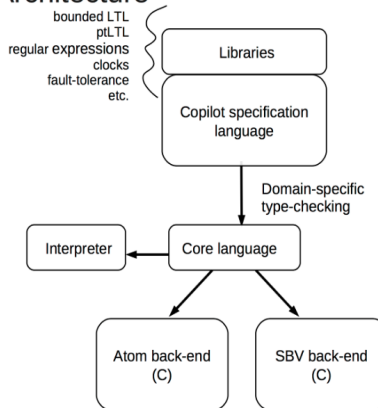 Architecture
bounded LTL
ptLTL
regular expressions
clocks
fault-tolerance
etc.
Libraries
Copilot specification
language
Domain-specific
type-checking
Interpreter
Core language
Atom back-end
(C)
SBV back-end
(C)